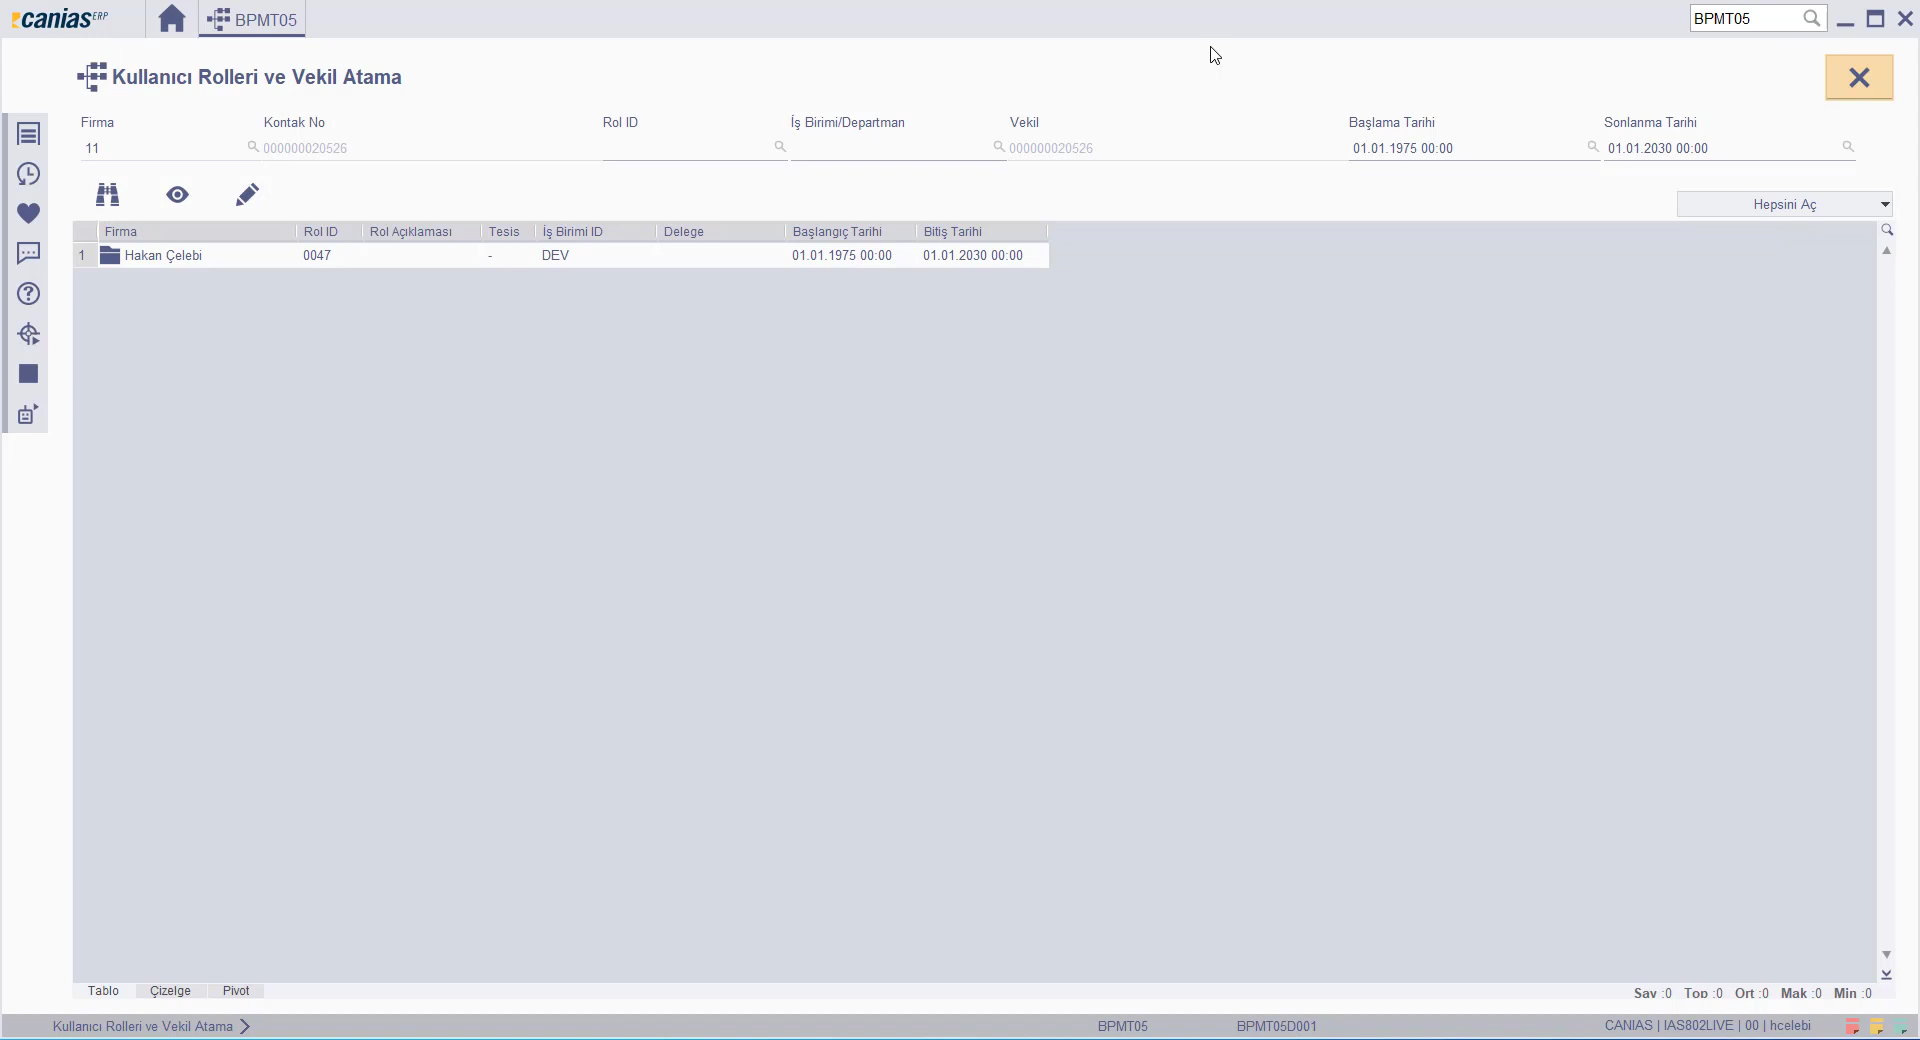 canias ERP
BPMT05
BPMT05
Kullanıcı Rolleri ve Vekil Atama
Firma Kontak No Rol ID İş Birimi/Departman Vekil Başlama Tarihi Sonlanma Tarihi
11 000000020526 000000020526 01.01.1975 00:00 01.01.2030 00:00
Hepsini Aç
Firma Rol ID Rol Açıklaması Tesis İş Birimi ID Delege Başlangıç Tarihi Bitiş Tarihi
1 Hakan Çelebi 0047 - DEV 01.01.1975 00:00 01.01.2030 00:00
Tablo Çizelge Pivot
Say :0 Top :0 Ort :0 Mak :0 Min :0
Kullanıcı Rolleri ve Vekil Atama BPMT05 BPMT05D001 CANIAS | IAS802LIVE | 00 | hcelebi